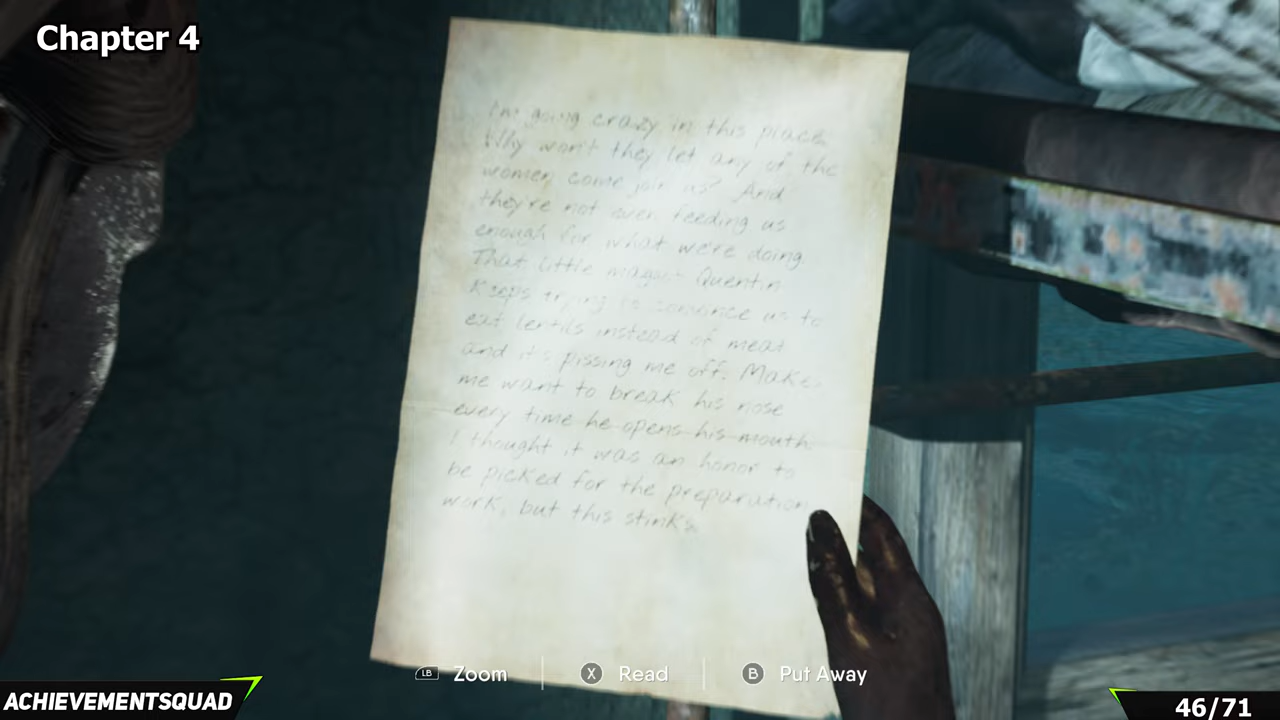 Chapter 4
I'm going crazy in this place.
Why won't they let any of the
women come join us? And
they're not even feeding us
enough for what we're doing.
That little maggot Quentin
keeps trying to convince us to
eat lentils instead of meat
and it's pissing me off. Makes
me want to break his nose
every time he opens his mouth.
I thought it was an honor to
be picked for the preparation
work, but this stinks.
LB Zoom
X Read
B Put Away
ACHIEVEMENTSQUAD
46/71